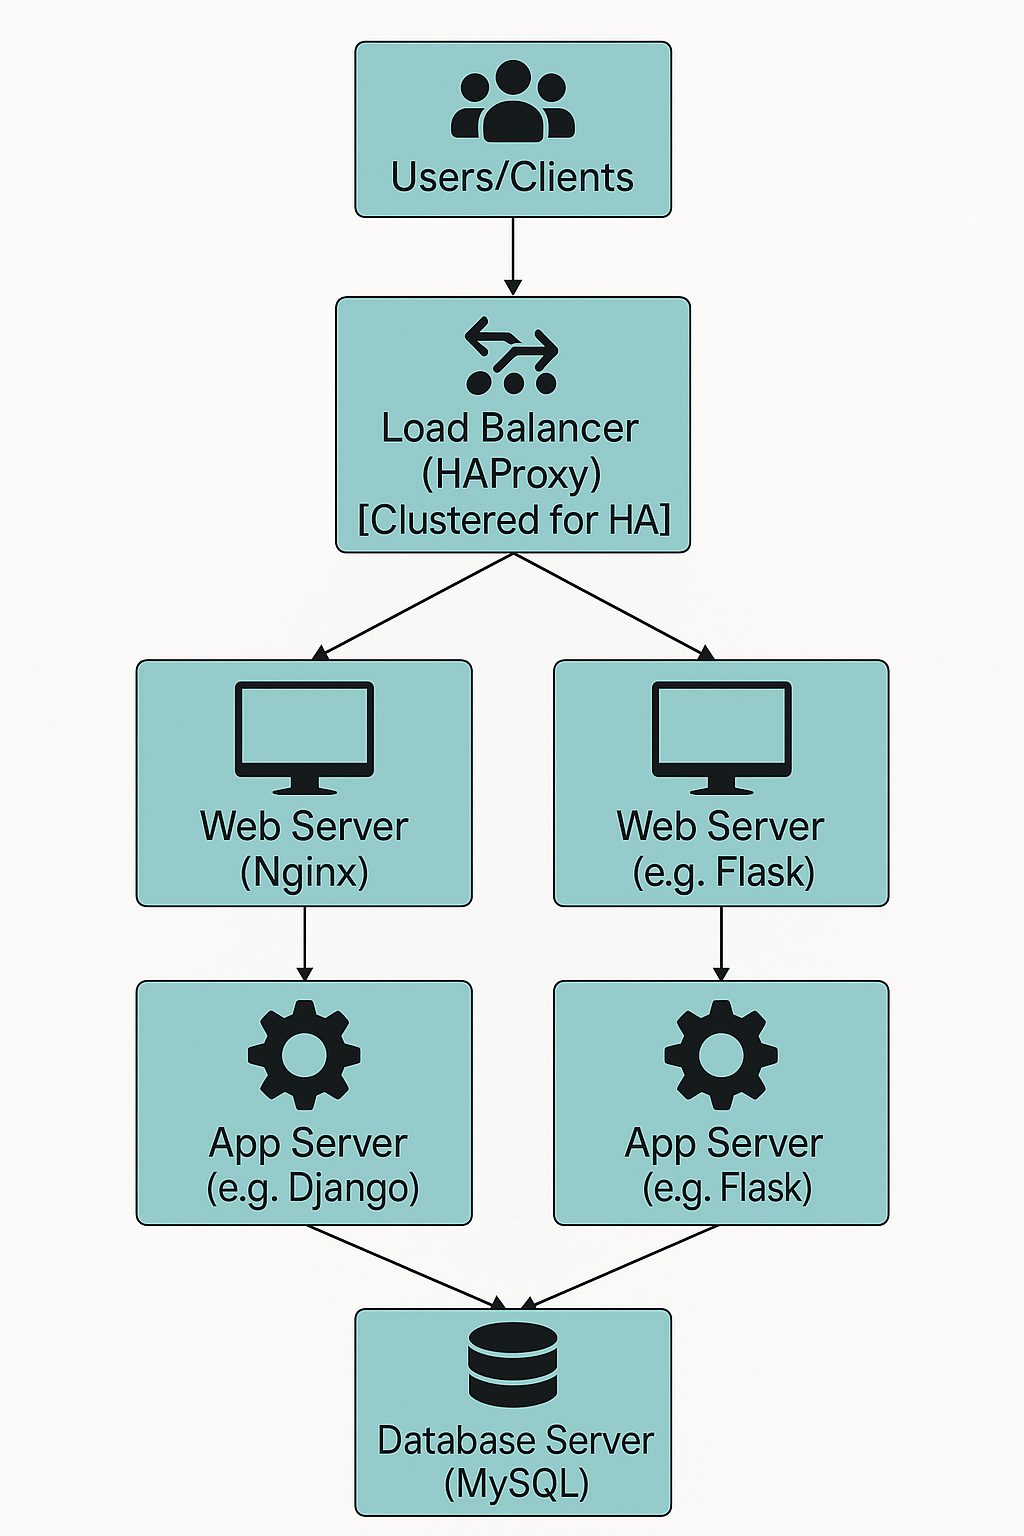 Users/Clients
Load Balancer
(HAProxy)
[Clustered for HA]
Web Server
(Nginx)
Web Server
(e.g. Flask)
App Server
(e.g. Django)
App Server
(e.g. Flask)
Database Server
(MySQL)